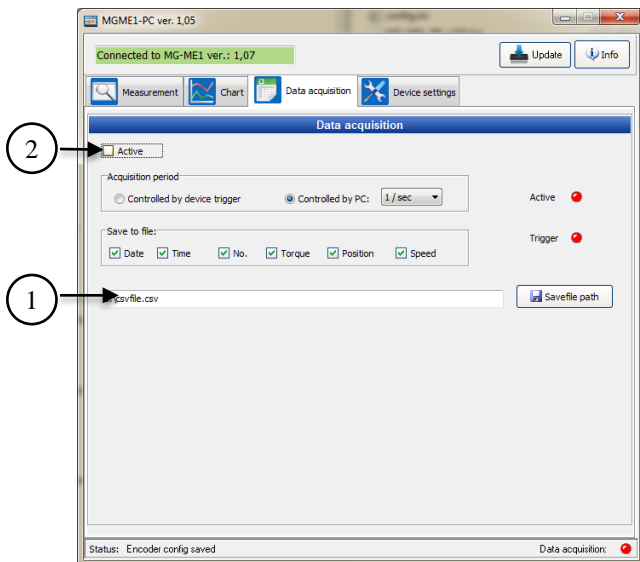 MGME1-PC ver. 1,05
Connected to MG-ME1 ver.: 1,07
Update
Info
Measurement
Chart
Data acquisition
Device settings
Data acquisition
2
Active
Acquisition period
Controlled by device trigger
Controlled by PC:
1 / sec
Active
Save to file:
Trigger
Date
Time
No.
Torque
Position
Speed
1
\csvfile.csv
Savefile path
Status: Encoder config saved
Data acquisition: